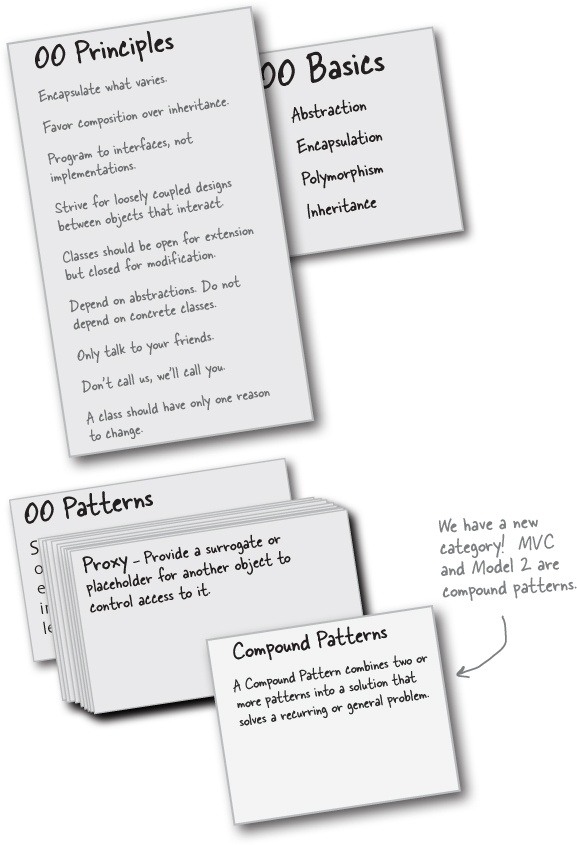 OO Principles
Encapsulate what varies.
Favor composition over inheritance.
Program to interfaces, not
implementations.
Strive for loosely coupled designs
between objects that interact.
Classes should be open for extension
but closed for modification.
Depend on abstractions. Do not
depend on concrete classes.
Only talk to your friends.
Don't call us, we'll call you.
A class should have only one reason
to change.
OO Basics
Abstraction
Encapsulation
Polymorphism
Inheritance
OO Patterns
Proxy – Provide a surrogate or
placeholder for another object to
control access to it.
We have a new
category! MVC
and Model 2 are
compound patterns.
Compound Patterns
A Compound Pattern combines two or
more patterns into a solution that
solves a recurring or general problem.